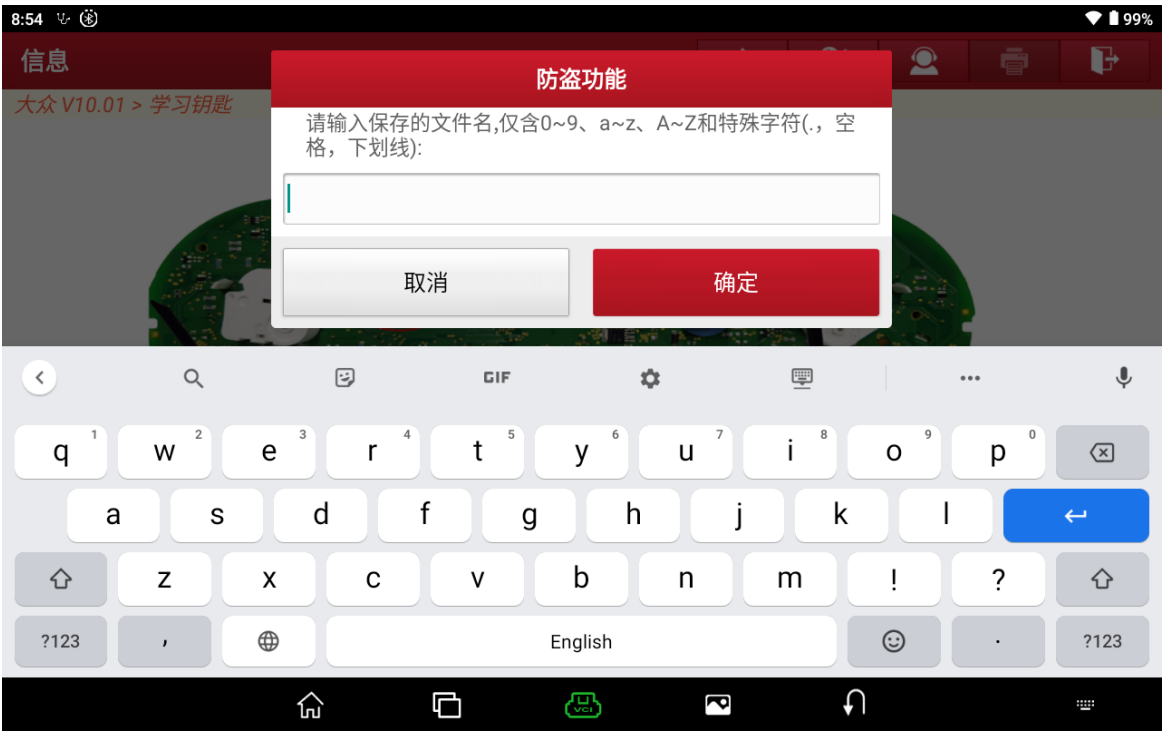 8:54
99%
信息
防盗功能
大众 V10.01 > 学习钥匙
请输入保存的文件名,仅含0~9、a~z、A~Z和特殊字符(.，空
格，下划线):
取消
确定
GIF
q 1 w 2 e 3 r 4 t 5 y 6 u 7 i 8 o 9 p 0
a s d f g h j k l
z x c v b n m ! ?
?123 , English . ?123
VCI